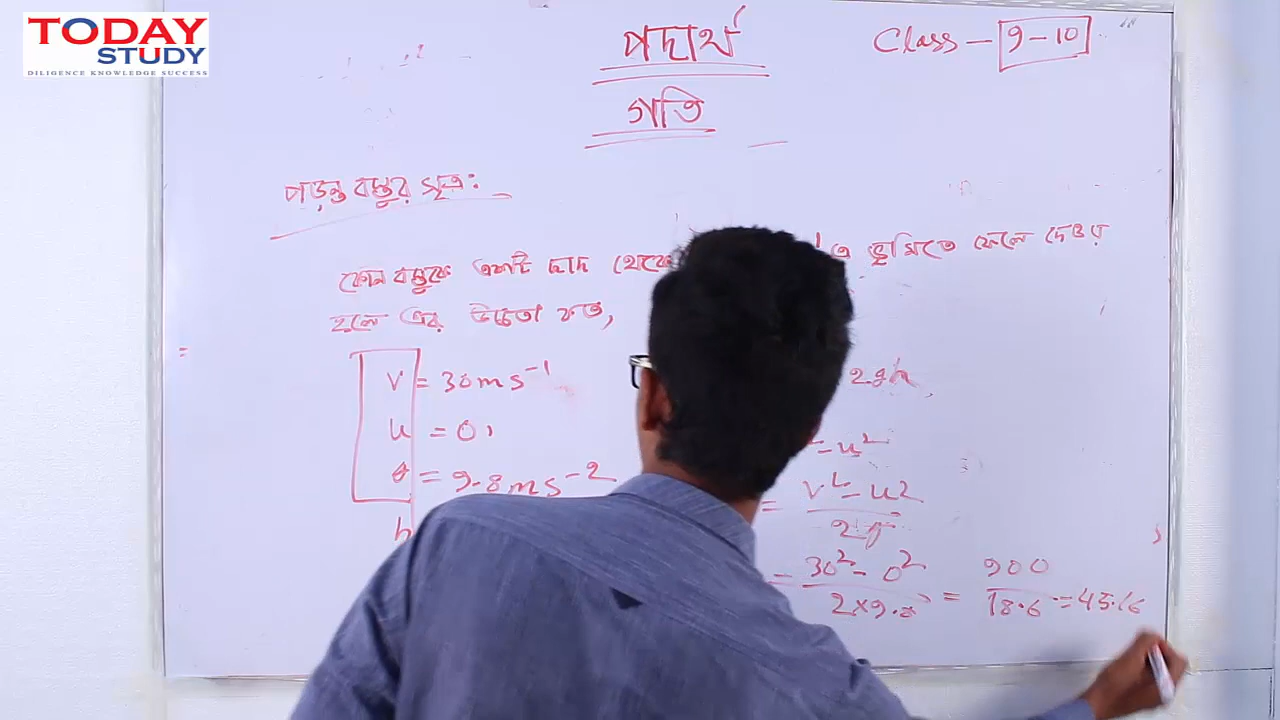 TODAY
STUDY
DILIGENCE KNOWLEDGE SUCCESS
পদার্থ
Class - 9-10
গতি
পড়ন্ত বস্তুর সূত্র:
কোন বস্তুকে একটি ছাদ থেকে ভূমিতে ফেলে দেওয়
হলে এর উচ্চতা কত,
v = 30ms⁻¹
2gh
u = 0,
- u²
g = 9.8ms⁻²
= v² - u² / 2g
h
= 30² - 0² / 2×9.8 = 900 / 18.6 = 45.16